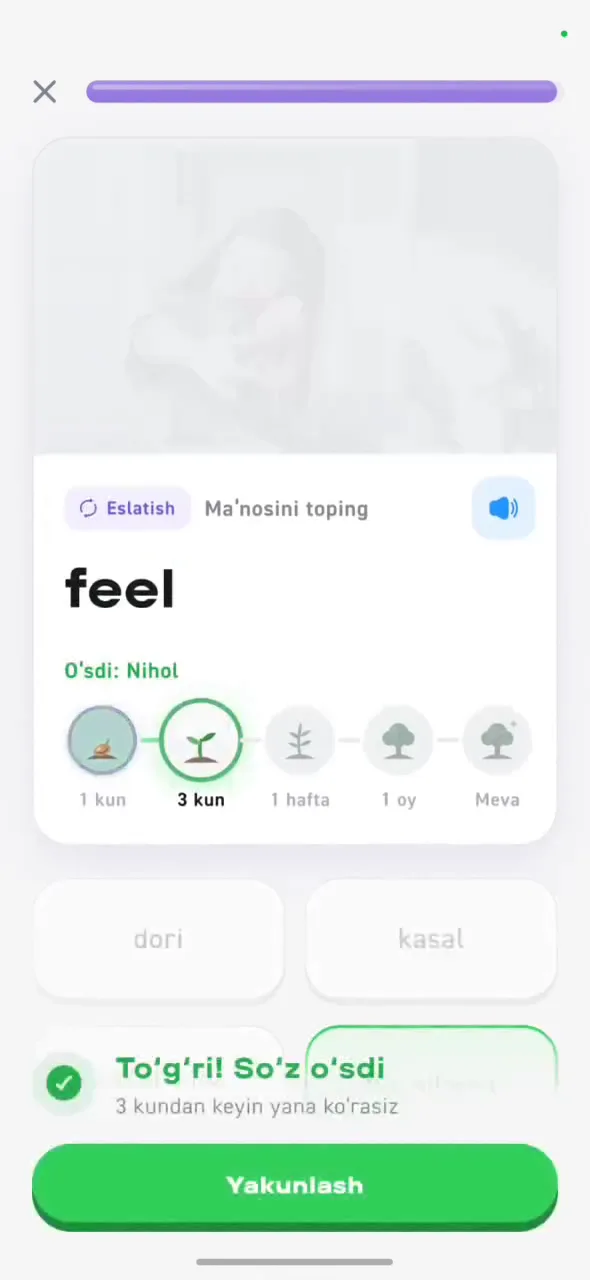 Eslatish Ma'nosini toping
feel
O'sdi: Nihol
1 kun 3 kun 1 hafta 1 oy Meva
dori kasal
To‘g‘ri! So‘z o‘sdi
3 kundan keyin yana ko‘rasiz
Yakunlash